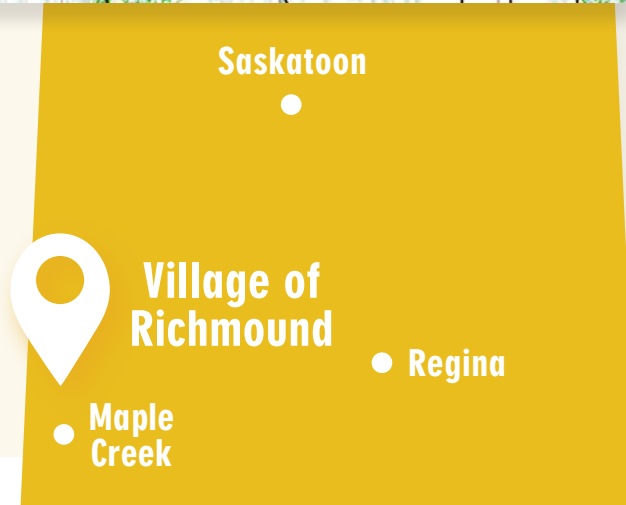 Saskatoon
Village of
Richmound
Regina
Maple
Creek